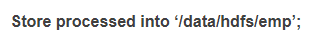 Store processed into ‘/data/hdfs/emp’;